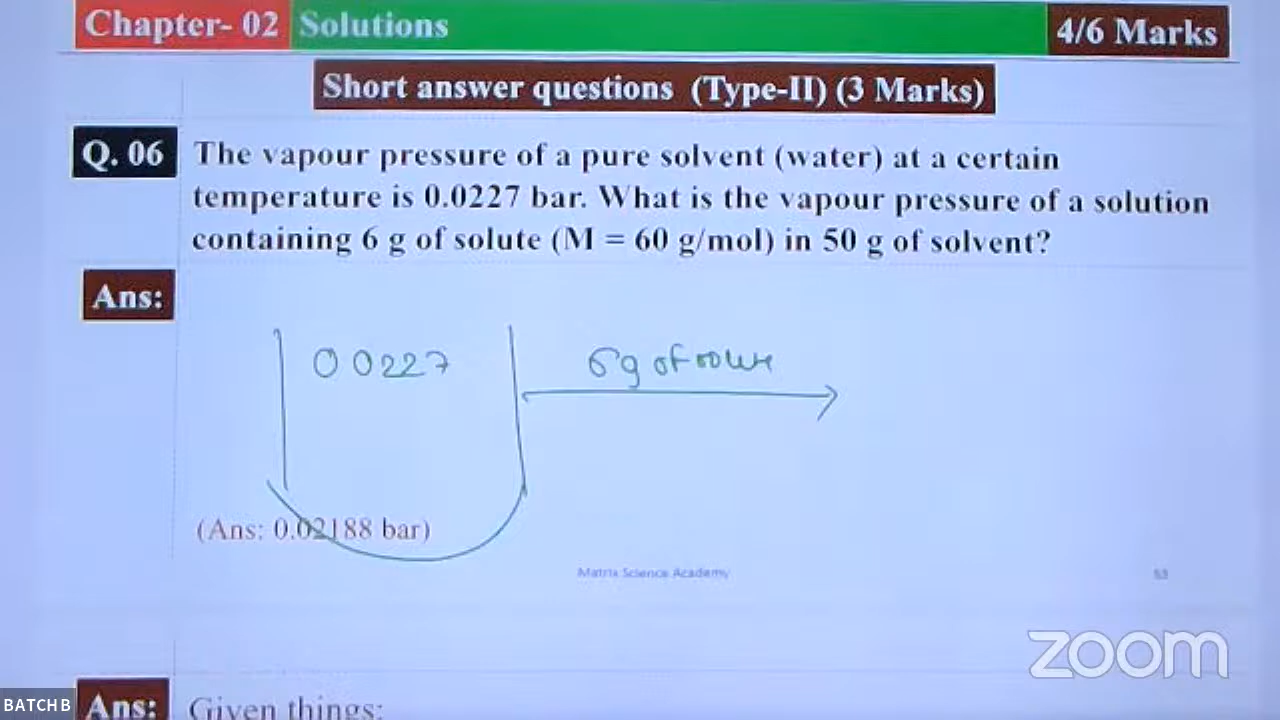 Chapter- 02 Solutions 4/6 Marks
Short answer questions (Type-II) (3 Marks)
Q. 06 The vapour pressure of a pure solvent (water) at a certain
temperature is 0.0227 bar. What is the vapour pressure of a solution
containing 6 g of solute (M = 60 g/mol) in 50 g of solvent?
Ans:
0 0227 6g of solute
(Ans: 0.02188 bar)
Matrix Science Academy 53
zoom
BATCH B Ans: Given things: